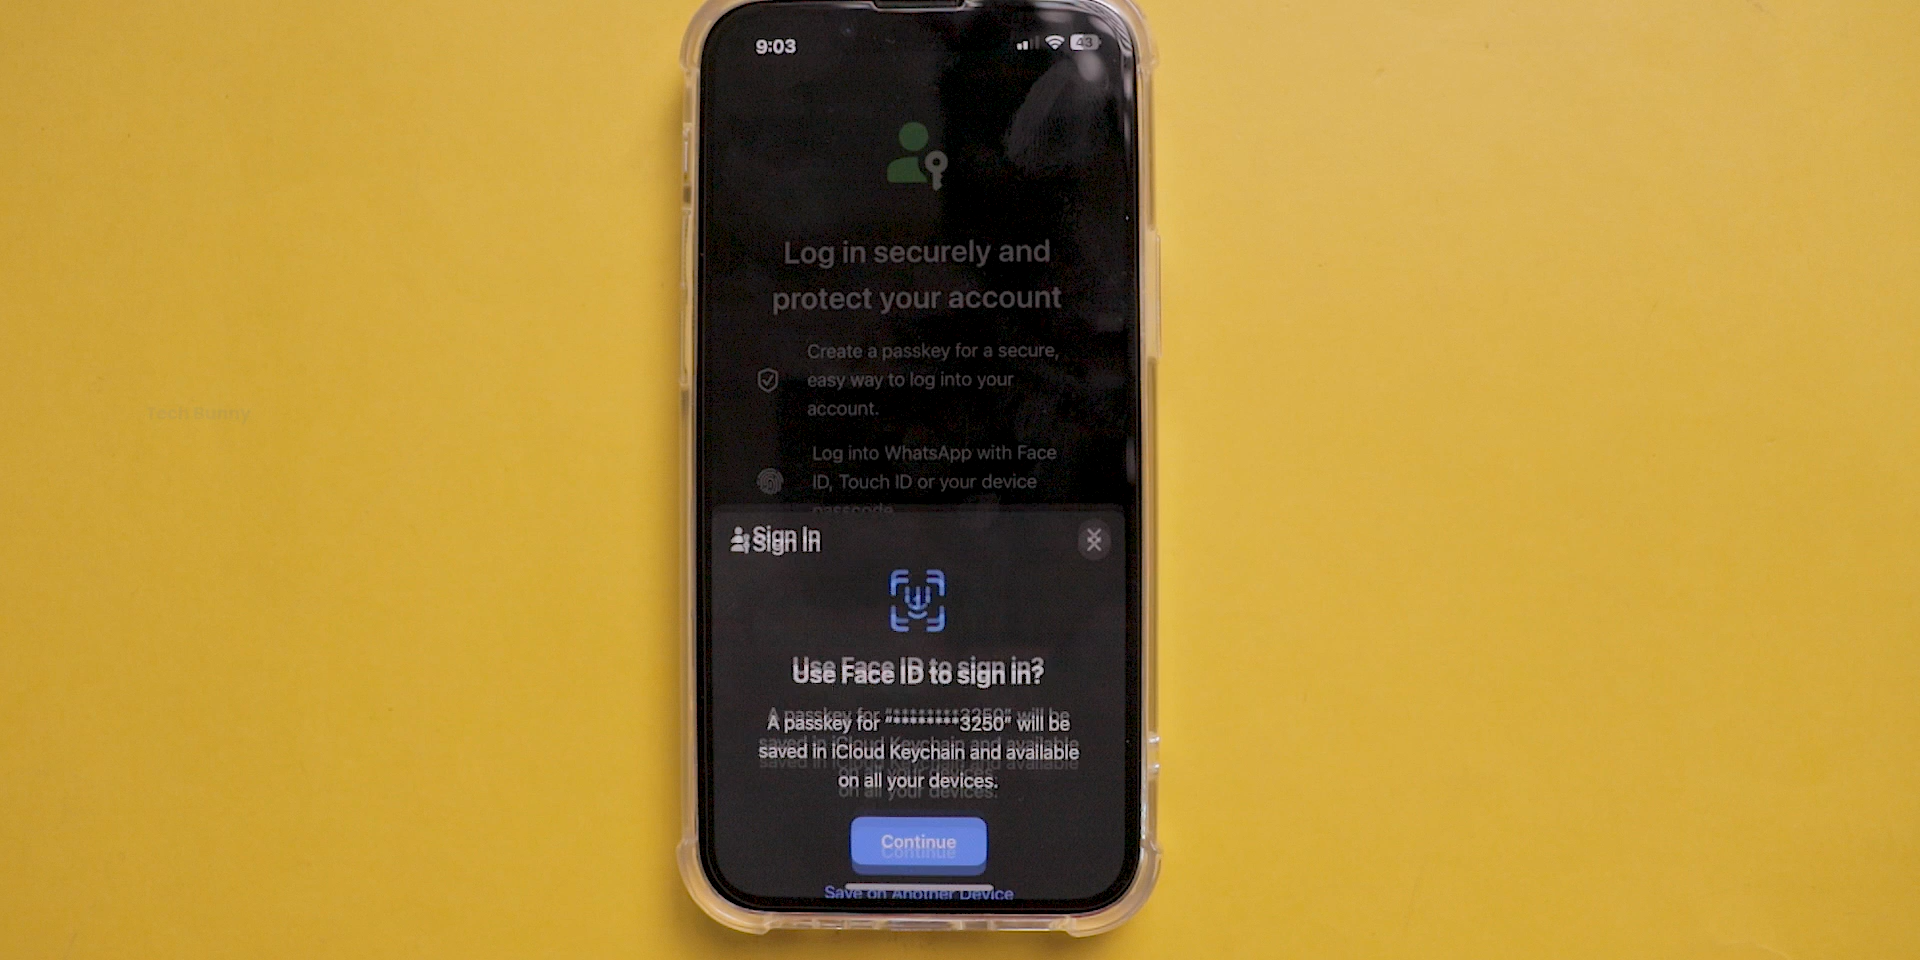 9:03
43
Log in securely and
protect your account
Create a passkey for a secure,
easy way to log into your
account.
Log into WhatsApp with Face
ID, Touch ID or your device
passcode
Tech Bunny
Sign In
Use Face ID to sign in?
A passkey for "********3250" will be
saved in iCloud Keychain and available
on all your devices.
Continue
Save on Another Device